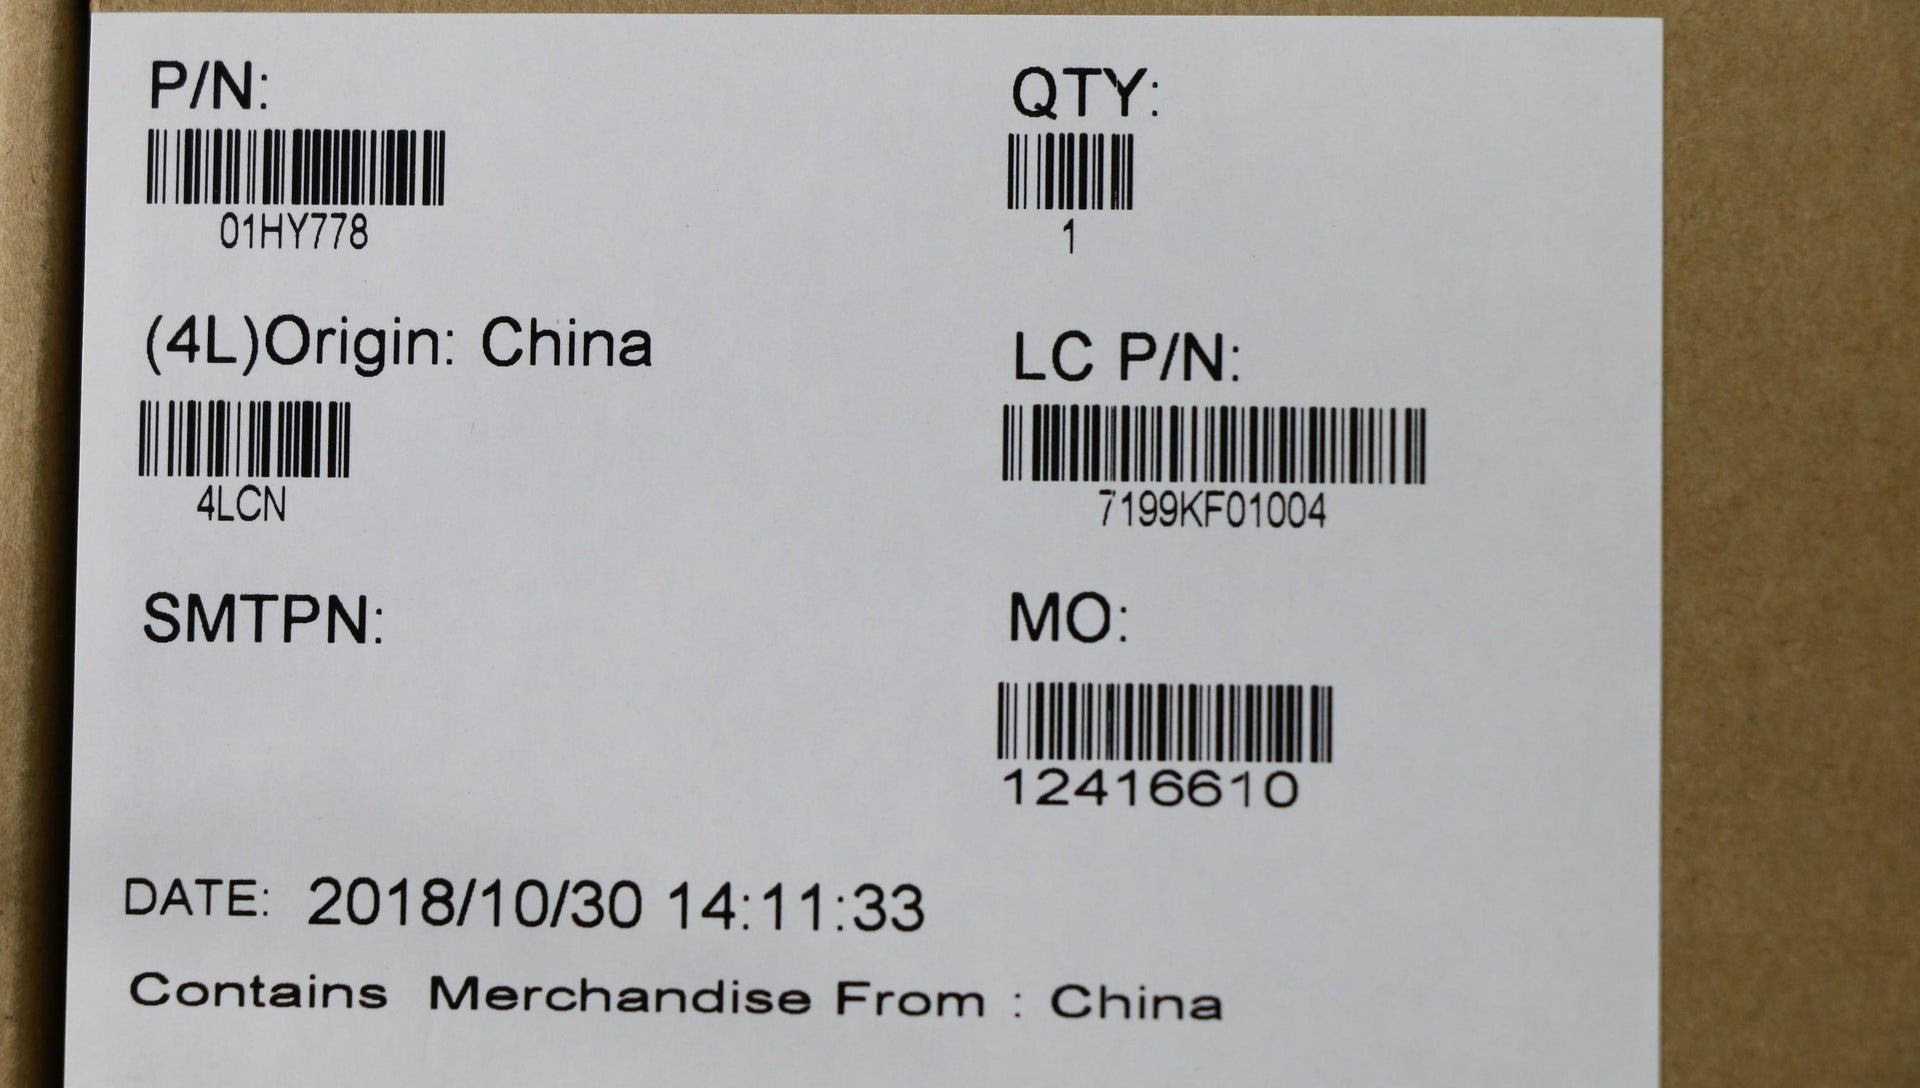 P/N:
01HY778
QTY:
1
(4L)Origin: China
4LCN
LC P/N:
7199KF01004
SMTPN:
MO:
12416610
DATE: 2018/10/30 14:11:33
Contains Merchandise From : China